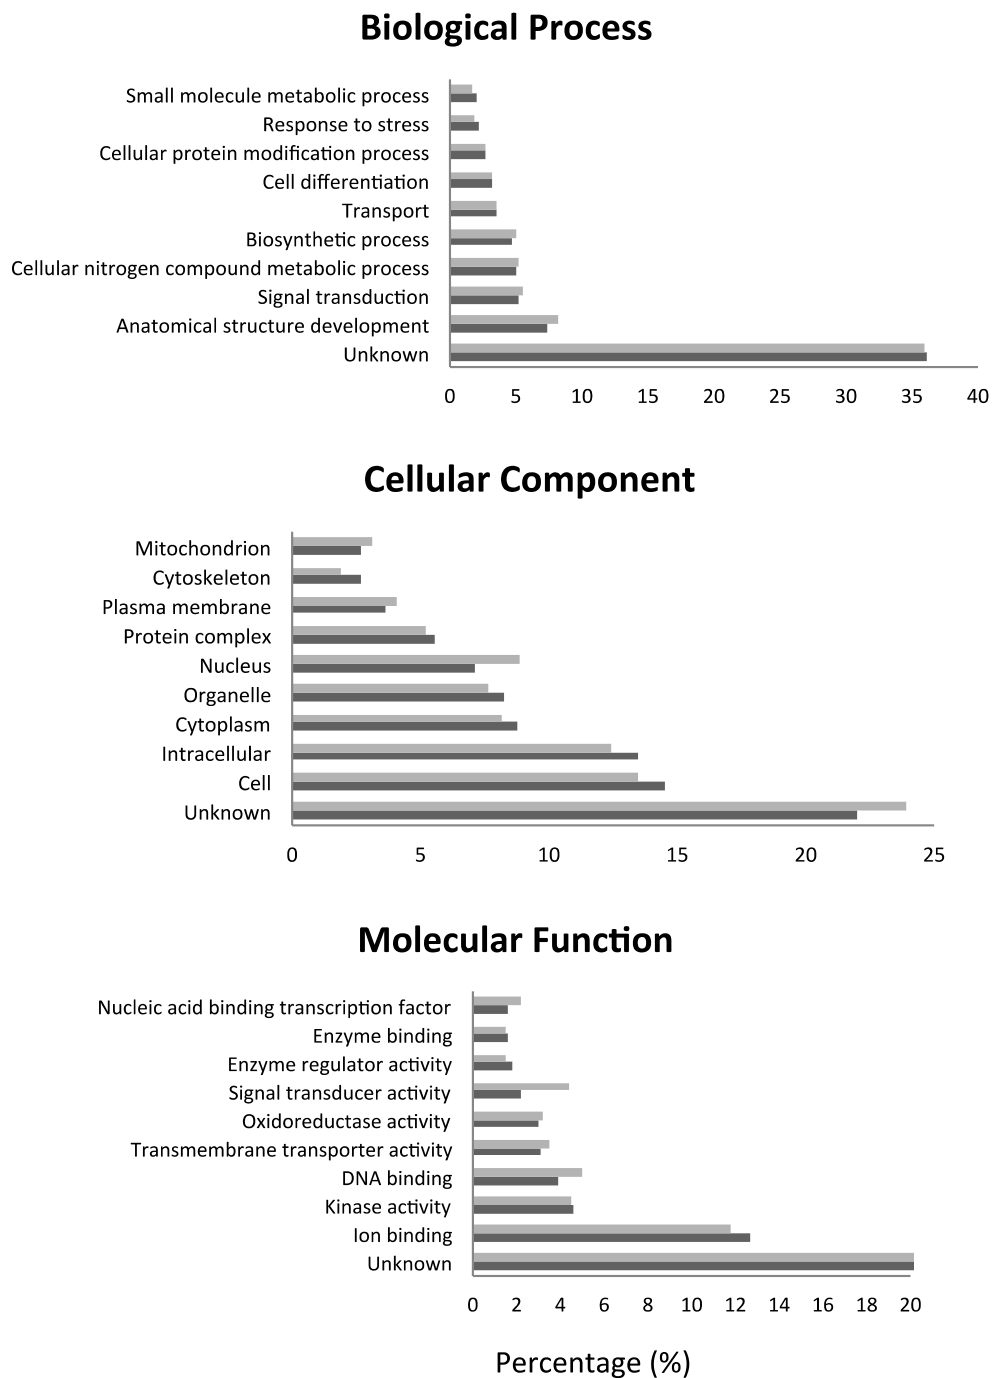 Biological Process
Small molecule metabolic process
Response to stress
Cellular protein modification process
Cell differentiation
Transport
Biosynthetic process
Cellular nitrogen compound metabolic process
Signal transduction
Anatomical structure development
Unknown
0 5 10 15 20 25 30 35 40
Cellular Component
Mitochondrion
Cytoskeleton
Plasma membrane
Protein complex
Nucleus
Organelle
Cytoplasm
Intracellular
Cell
Unknown
0 5 10 15 20 25
Molecular Function
Nucleic acid binding transcription factor
Enzyme binding
Enzyme regulator activity
Signal transducer activity
Oxidoreductase activity
Transmembrane transporter activity
DNA binding
Kinase activity
Ion binding
Unknown
0 2 4 6 8 10 12 14 16 18 20
Percentage (%)